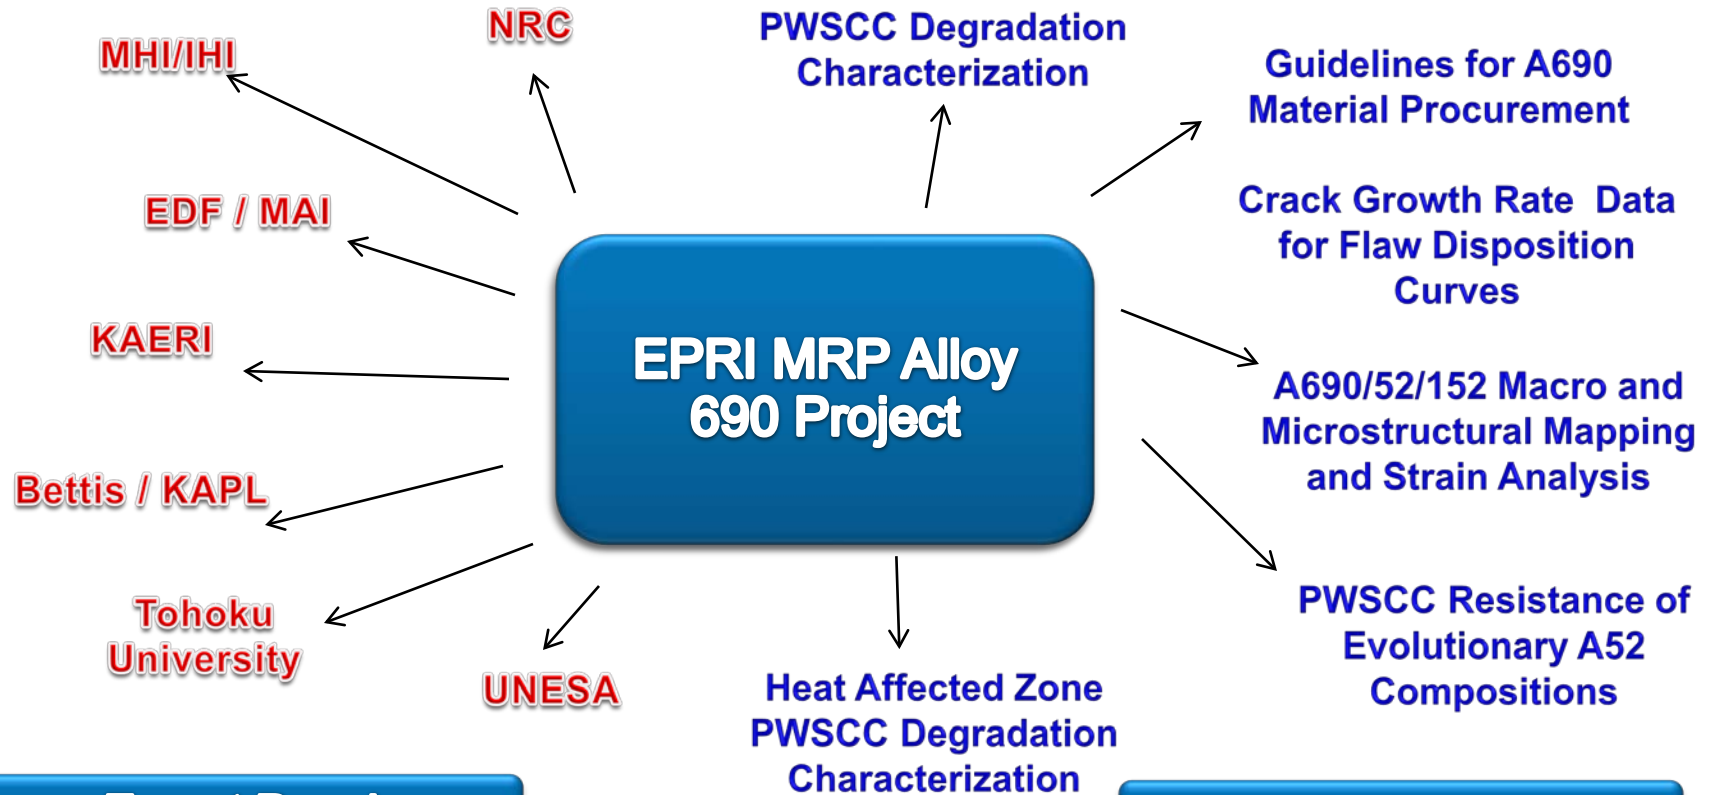 MHI/IHI
NRC
PWSCC Degradation
Characterization
Guidelines for A690
Material Procurement
EDF / MAI
Crack Growth Rate Data
for Flaw Disposition
Curves
KAERI
EPRI MRP Alloy
690 Project
A690/52/152 Macro and
Microstructural Mapping
and Strain Analysis
Bettis / KAPL
Tohoku
University
UNESA
Heat Affected Zone
PWSCC Degradation
Characterization
PWSCC Resistance of
Evolutionary A52
Compositions